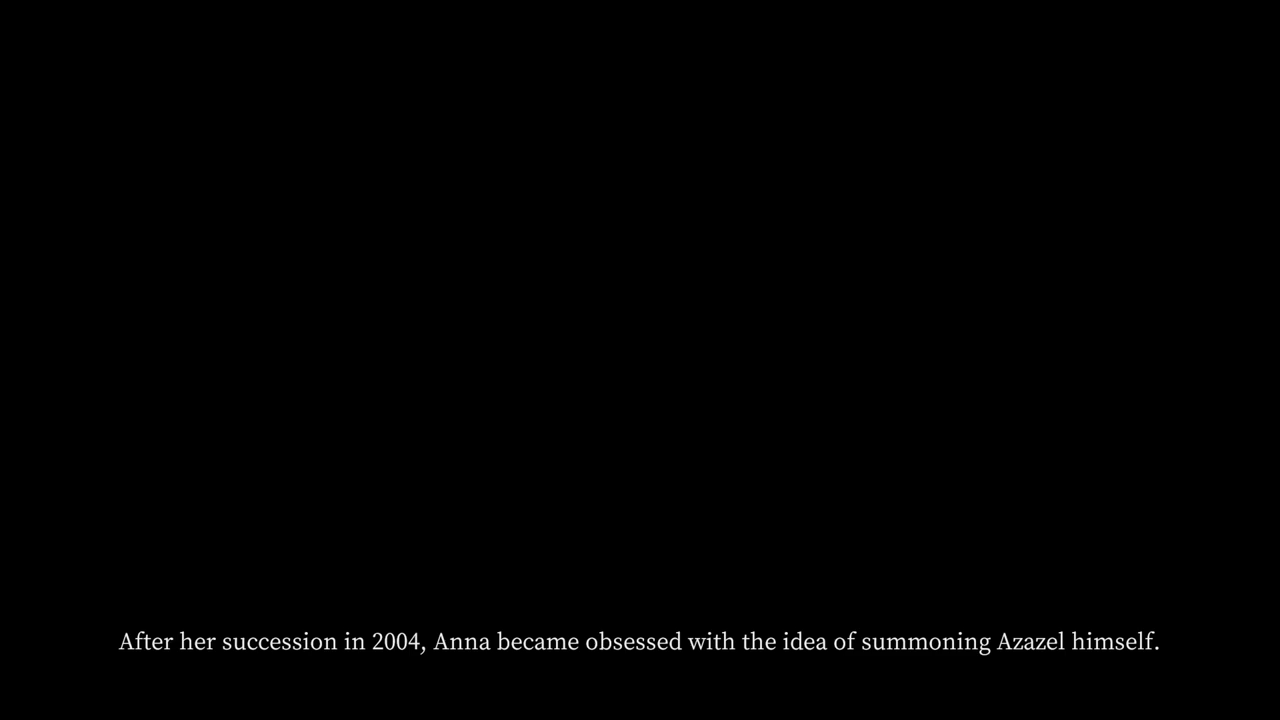 After her succession in 2004, Anna became obsessed with the idea of summoning Azazel himself.